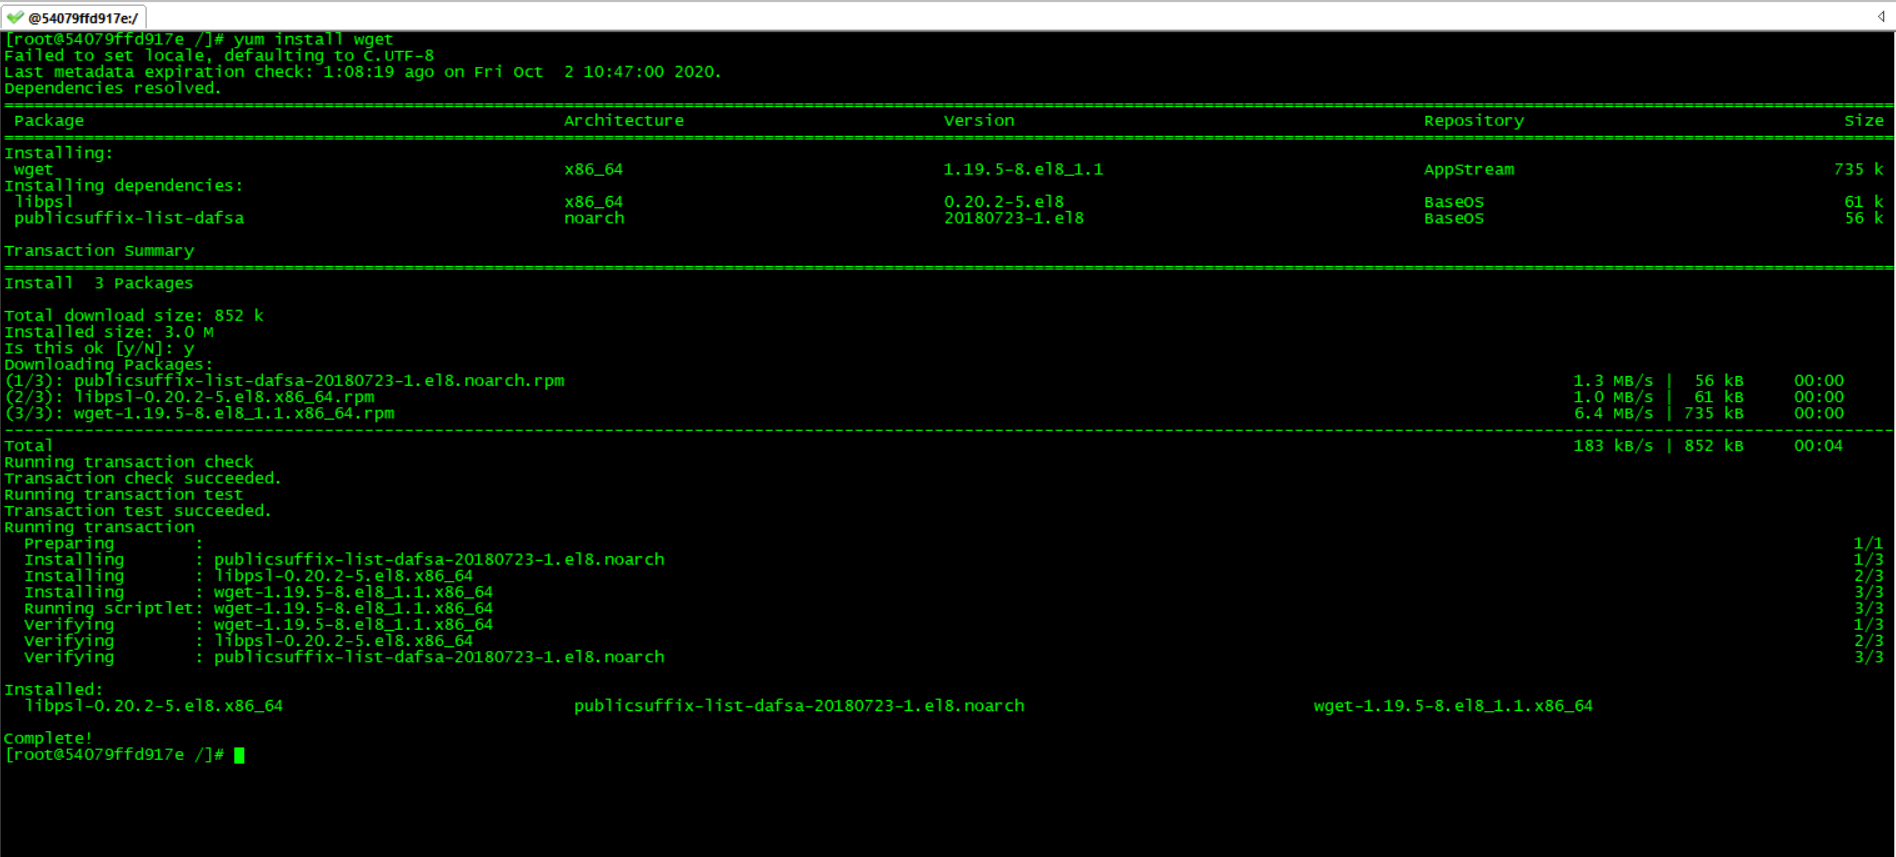 @54079ffd917e:/
[root@54079ffd917e /]# yum install wget
Failed to set locale, defaulting to C.UTF-8
Last metadata expiration check: 1:08:19 ago on Fri Oct  2 10:47:00 2020.
Dependencies resolved.
Package Architecture Version Repository Size
Installing:
wget x86_64 1.19.5-8.el8_1.1 AppStream 735 k
Installing dependencies:
libpsl x86_64 0.20.2-5.el8 BaseOS 61 k
publicsuffix-list-dafsa noarch 20180723-1.el8 BaseOS 56 k
Transaction Summary
Install  3 Packages
Total download size: 852 k
Installed size: 3.0 M
Is this ok [y/N]: y
Downloading Packages:
(1/3): publicsuffix-list-dafsa-20180723-1.el8.noarch.rpm 1.3 MB/s |  56 kB 00:00
(2/3): libpsl-0.20.2-5.el8.x86_64.rpm 1.0 MB/s |  61 kB 00:00
(3/3): wget-1.19.5-8.el8_1.1.x86_64.rpm 6.4 MB/s | 735 kB 00:00
Total 183 kB/s | 852 kB 00:04
Running transaction check
Transaction check succeeded.
Running transaction test
Transaction test succeeded.
Running transaction
Preparing : 1/1
Installing : publicsuffix-list-dafsa-20180723-1.el8.noarch 1/3
Installing : libpsl-0.20.2-5.el8.x86_64 2/3
Installing : wget-1.19.5-8.el8_1.1.x86_64 3/3
Running scriptlet: wget-1.19.5-8.el8_1.1.x86_64 3/3
Verifying : wget-1.19.5-8.el8_1.1.x86_64 1/3
Verifying : libpsl-0.20.2-5.el8.x86_64 2/3
Verifying : publicsuffix-list-dafsa-20180723-1.el8.noarch 3/3
Installed:
libpsl-0.20.2-5.el8.x86_64 publicsuffix-list-dafsa-20180723-1.el8.noarch wget-1.19.5-8.el8_1.1.x86_64
Complete!
[root@54079ffd917e /]#